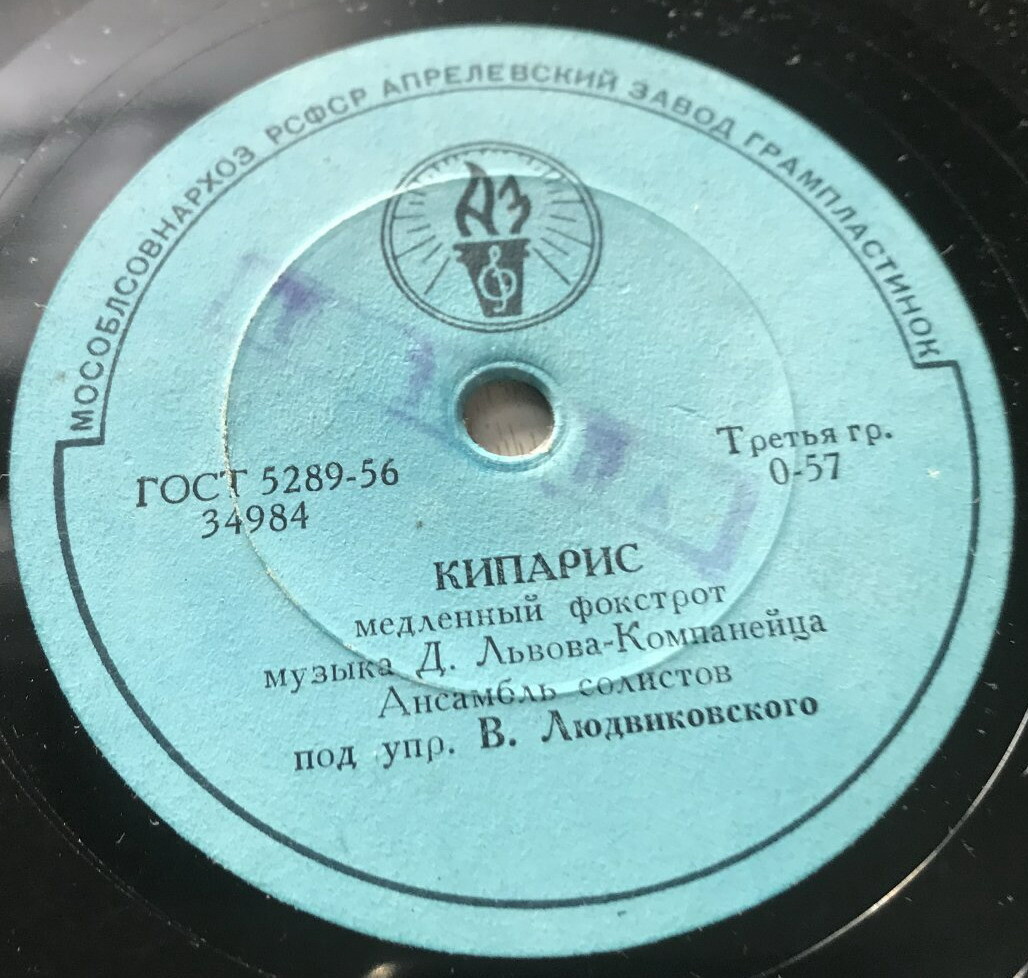 МОСОБЛСОВНАРХОЗ РСФСР АПРЕЛЕВСКИЙ ЗАВОД ГРАМПЛАСТИНОК
АЗ
ГОСТ 5289-56
34984
Третья гр.
0-57
КИПАРИС
медленный фокстрот
музыка Д. Львова-Компанейца
Ансамбль солистов
под упр. В. Людвиковского